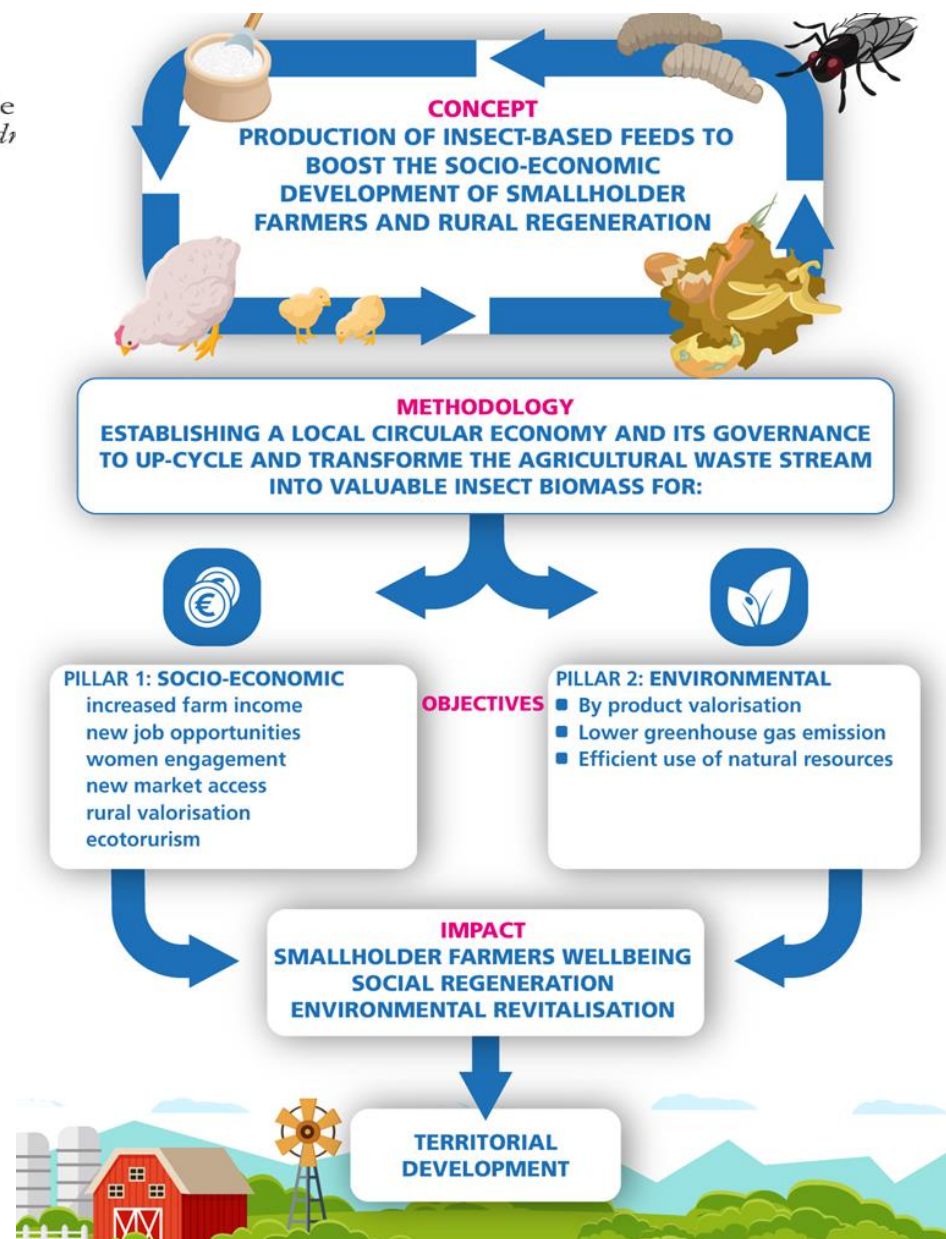 e
dr
CONCEPT
PRODUCTION OF INSECT-BASED FEEDS TO
BOOST THE SOCIO-ECONOMIC
DEVELOPMENT OF SMALLHOLDER
FARMERS AND RURAL REGENERATION
METHODOLOGY
ESTABLISHING A LOCAL CIRCULAR ECONOMY AND ITS GOVERNANCE
TO UP-CYCLE AND TRANSFORME THE AGRICULTURAL WASTE STREAM
INTO VALUABLE INSECT BIOMASS FOR:
€
PILLAR 1: SOCIO-ECONOMIC
increased farm income
new job opportunities
women engagement
new market access
rural valorisation
ecotorurism
OBJECTIVES
PILLAR 2: ENVIRONMENTAL
By product valorisation
Lower greenhouse gas emission
Efficient use of natural resources
IMPACT
SMALLHOLDER FARMERS WELLBEING
SOCIAL REGENERATION
ENVIRONMENTAL REVITALISATION
TERRITORIAL
DEVELOPMENT